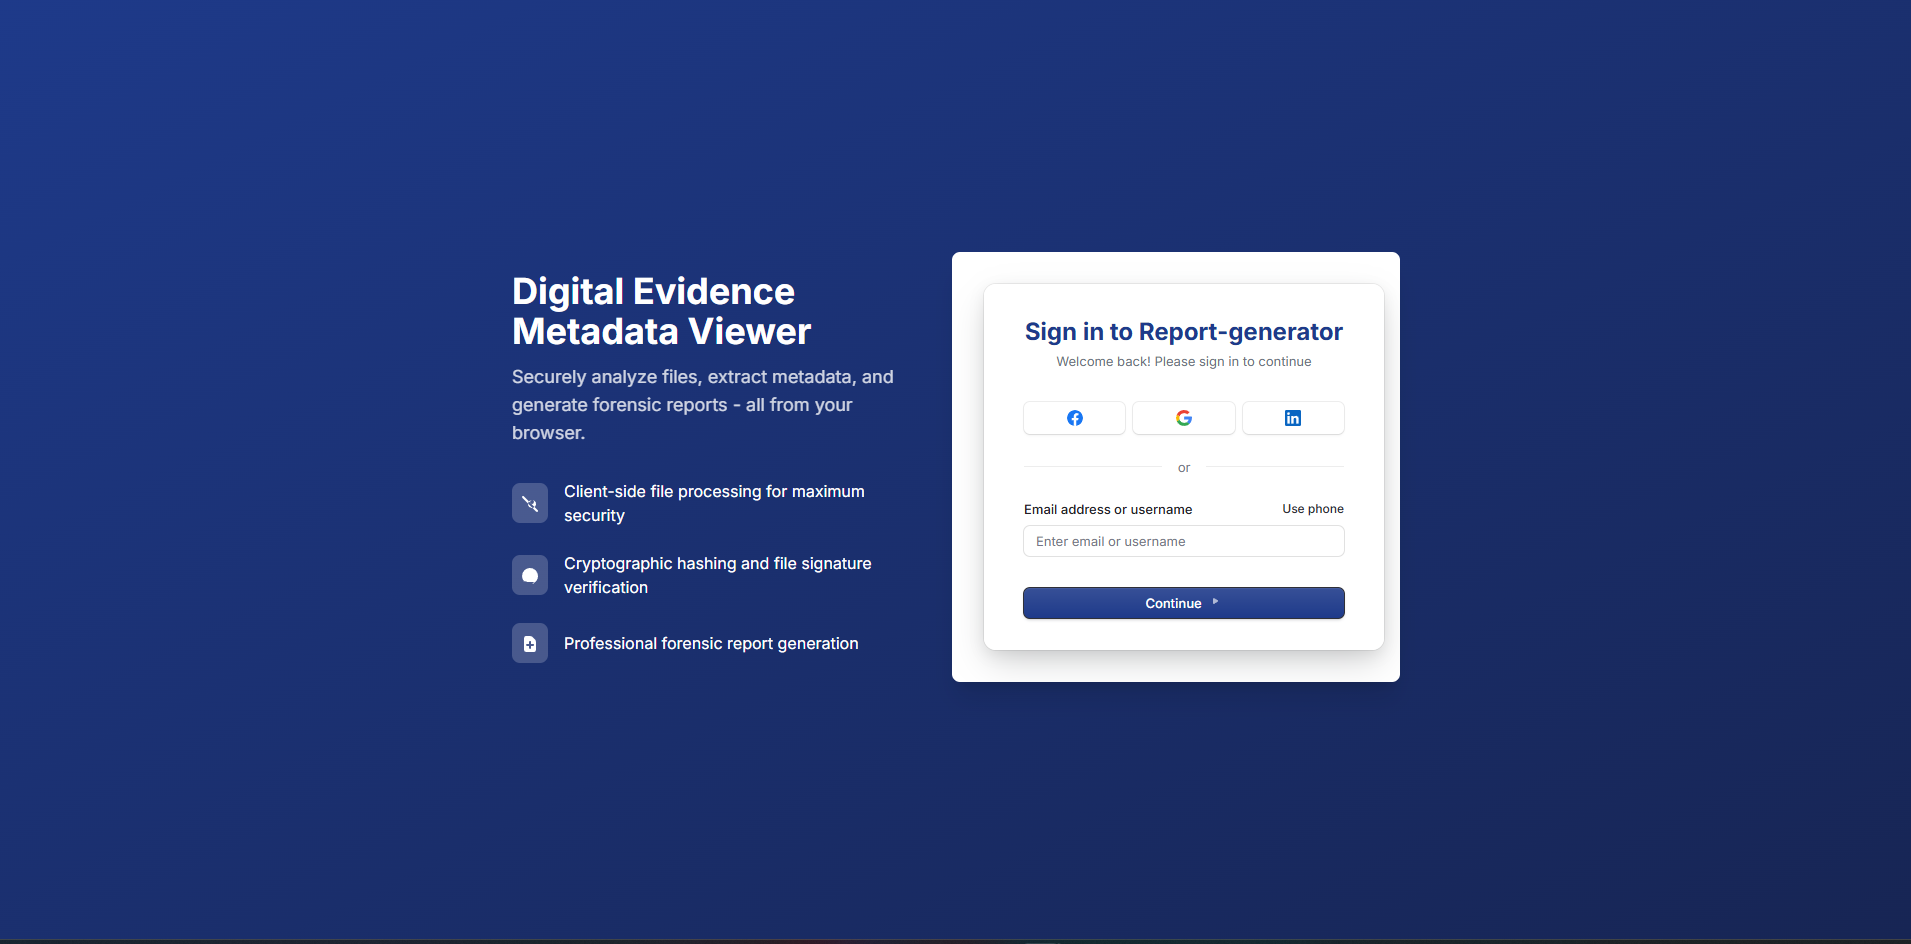 Digital Evidence
Metadata Viewer
Securely analyze files, extract metadata, and
generate forensic reports - all from your
browser.
Client-side file processing for maximum
security
Cryptographic hashing and file signature
verification
Professional forensic report generation
Sign in to Report-generator
Welcome back! Please sign in to continue
or
Email address or username
Use phone
Enter email or username
Continue